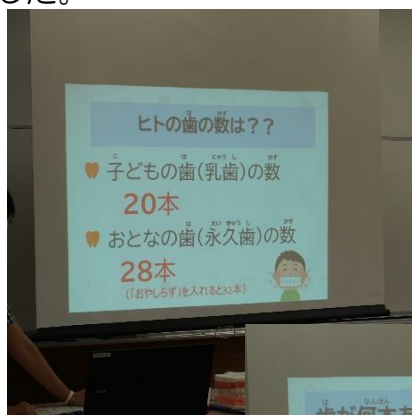 した。
ヒトの歯の数は？？
子どもの歯(乳歯)の数
20本
おとなの歯(永久歯)の数
28本
(「おやしらず」を入れると32本)
歯が何本を